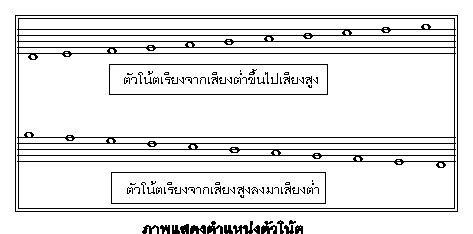 ตัวโน้ตเรียงจากเสียงต่ำขึ้นไปเสียงสูง
ตัวโน้ตเรียงจากเสียงสูงลงมาเสียงต่ำ
ภาพแสดงตำแหน่งตัวโน้ต